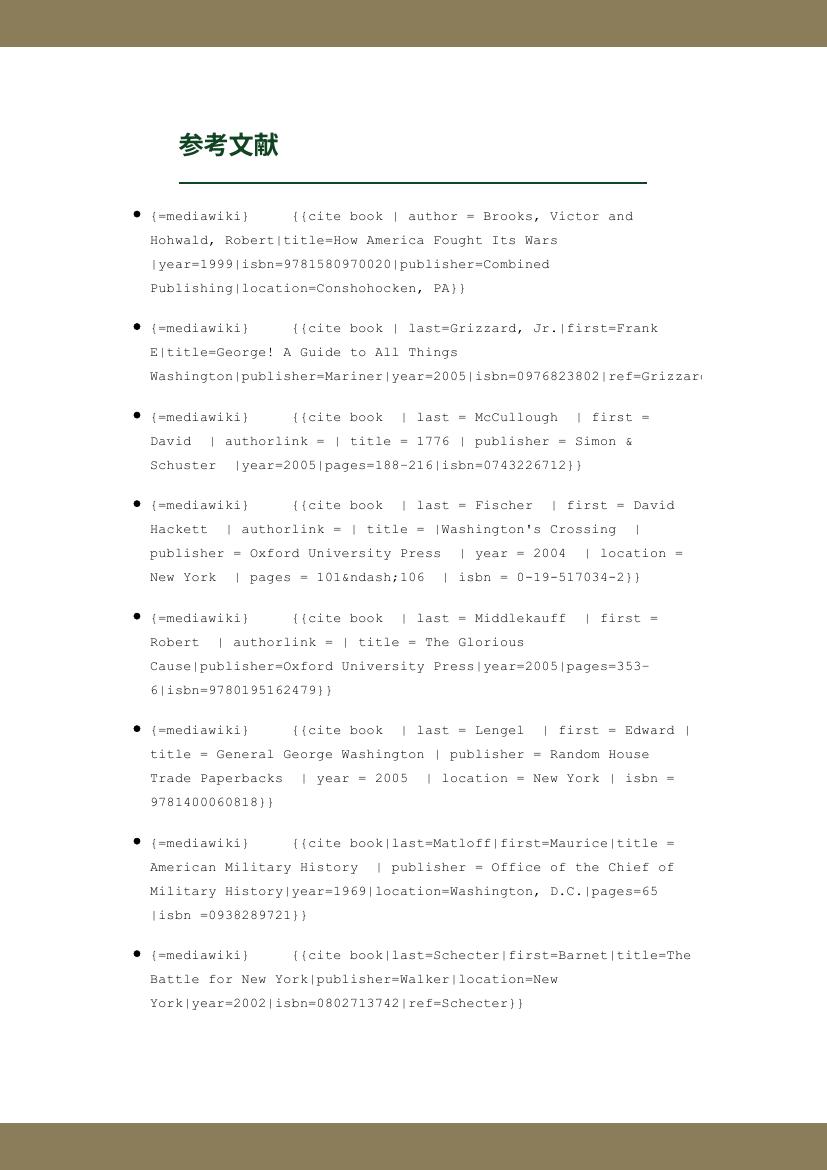 参考文献
• {=mediawiki}     {{cite book | author = Brooks, Victor and
Hohwald, Robert|title=How America Fought Its Wars
|year=1999|isbn=9781580970020|publisher=Combined
Publishing|location=Conshohocken, PA}}
• {=mediawiki}     {{cite book | last=Grizzard, Jr.|first=Frank
E|title=George! A Guide to All Things
Washington|publisher=Mariner|year=2005|isbn=0976823802|ref=Grizzard
• {=mediawiki}     {{cite book  | last = McCullough  | first =
David  | authorlink = | title = 1776 | publisher = Simon &
Schuster  |year=2005|pages=188-216|isbn=0743226712}}
• {=mediawiki}     {{cite book  | last = Fischer  | first = David
Hackett  | authorlink = | title = |Washington's Crossing  |
publisher = Oxford University Press  | year = 2004  | location =
New York  | pages = 101&ndash;106  | isbn = 0-19-517034-2}}
• {=mediawiki}     {{cite book  | last = Middlekauff  | first =
Robert  | authorlink = | title = The Glorious
Cause|publisher=Oxford University Press|year=2005|pages=353-
6|isbn=9780195162479}}
• {=mediawiki}     {{cite book  | last = Lengel  | first = Edward |
title = General George Washington | publisher = Random House
Trade Paperbacks  | year = 2005  | location = New York | isbn =
9781400060818}}
• {=mediawiki}     {{cite book|last=Matloff|first=Maurice|title =
American Military History  | publisher = Office of the Chief of
Military History|year=1969|location=Washington, D.C.|pages=65
|isbn =0938289721}}
• {=mediawiki}     {{cite book|last=Schecter|first=Barnet|title=The
Battle for New York|publisher=Walker|location=New
York|year=2002|isbn=0802713742|ref=Schecter}}